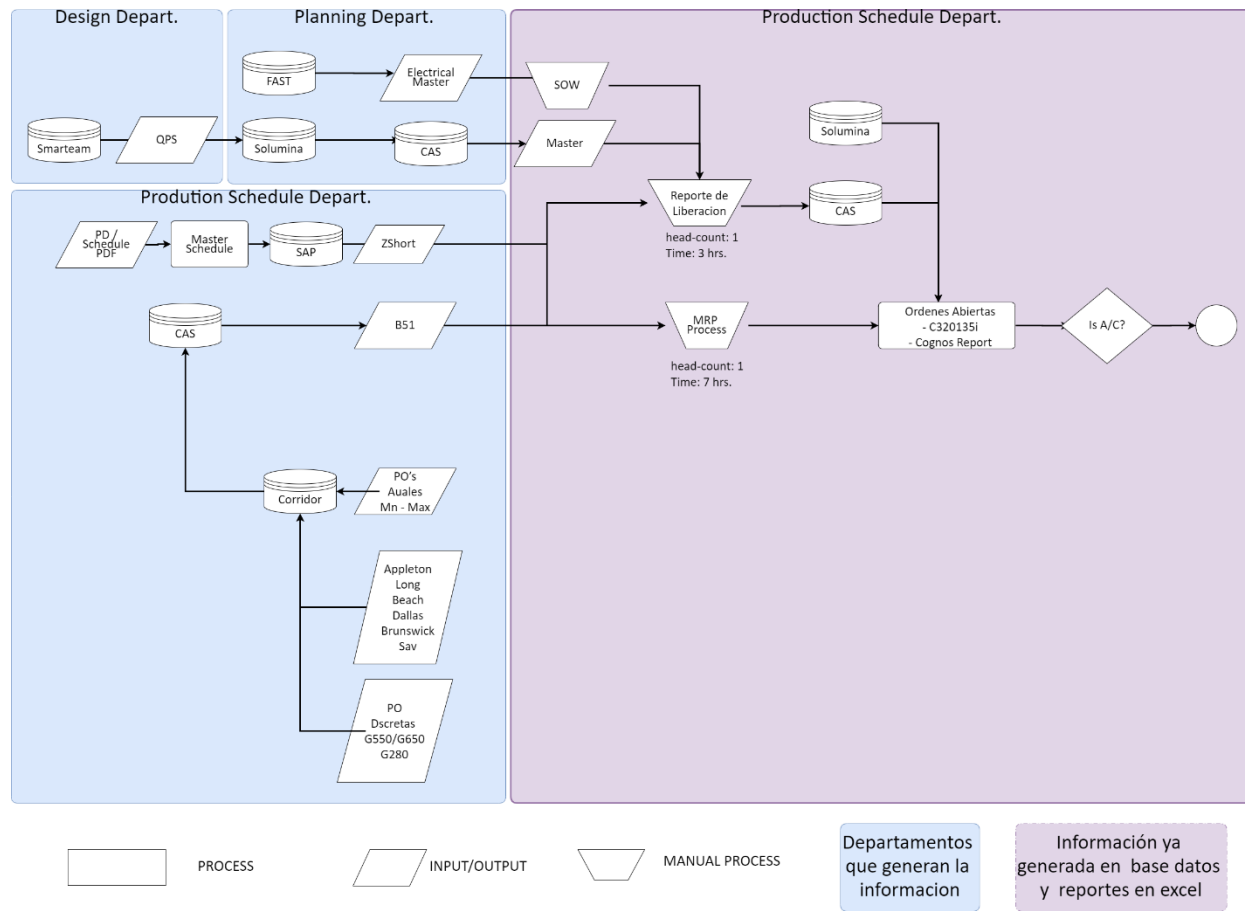 Design Depart.
Planning Depart.
Production Schedule Depart.
FAST
Electrical
Master
SOW
Smarteam
QPS
Solumina
CAS
Master
Solumina
Prodution Schedule Depart.
PD /
Schedule
PDF
Master
Schedule
SAP
ZShort
Reporte de
Liberacion
CAS
head-count: 1
Time: 3 hrs.
CAS
B51
MRP
Process
Ordenes Abiertas
- C320135i
- Cognos Report
Is A/C?
head-count: 1
Time: 7 hrs.
Corridor
PO's
Auales
Mn - Max
Appleton
Long
Beach
Dallas
Brunswick
Sav
PO
Dscretas
G550/G650
G280
PROCESS
INPUT/OUTPUT
MANUAL PROCESS
Departamentos
que generan la
informacion
Información ya
generada en base datos
y reportes en excel